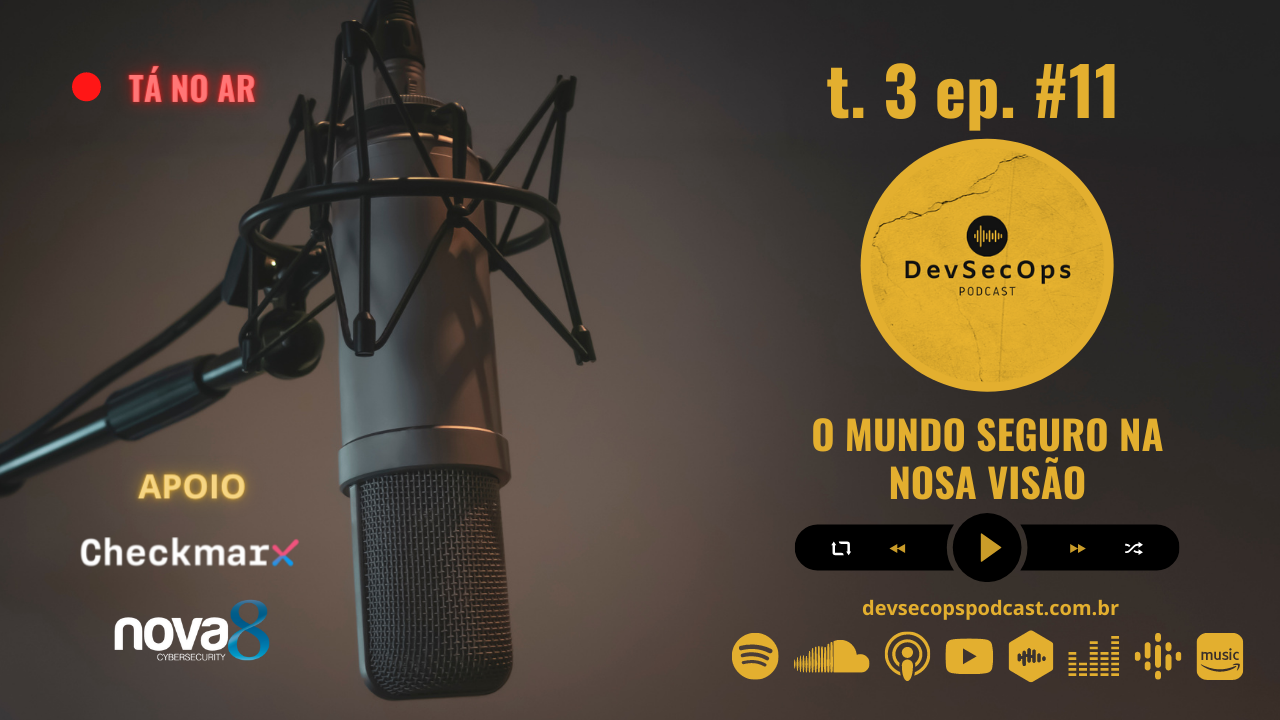 TÁ NO AR
t. 3 ep. #11
DevSecOps
PODCAST
O MUNDO SEGURO NA
NOSA VISÃO
APOIO
Checkmarx
nova8
CYBERSECURITY
devsecopspodcast.com.br
music